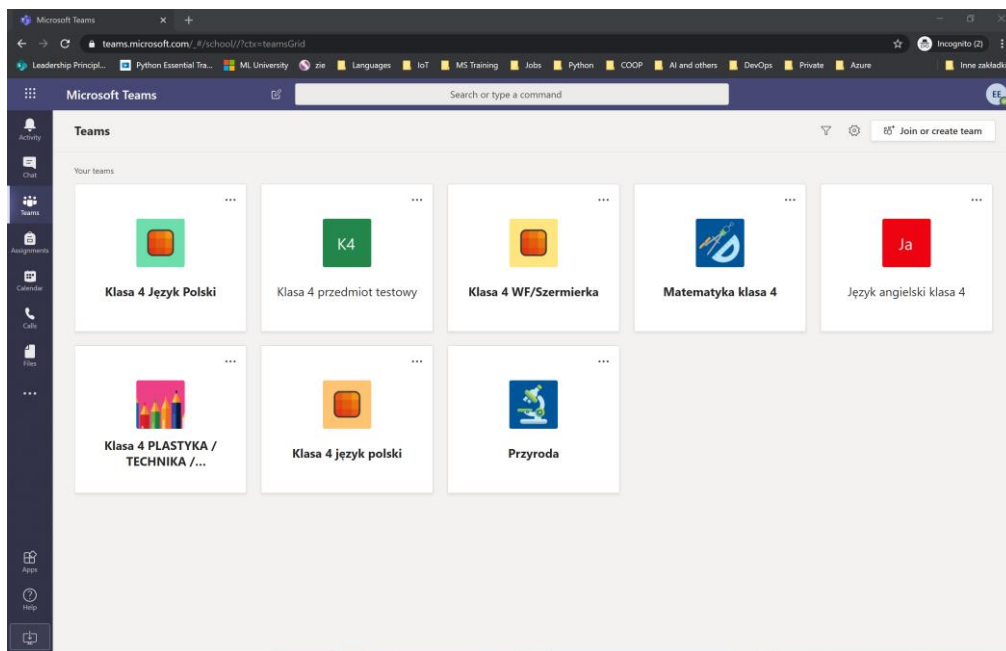 Microsoft Teams
teams.microsoft.com/_#/school//?ctx=teamsGrid
Incognito (2)
Leadership Principl... Python Essential Tra... ML University zie Languages IoT MS Training Jobs Python COOP AI and others DevOps Private Azure Inne zakładki
Microsoft Teams Search or type a command EE
Activity
Chat
Teams
Assignments
Calendar
Calls
Files
Apps
Help
Teams Join or create team
Your teams
Klasa 4 Język Polski
K4
Klasa 4 przedmiot testowy
Klasa 4 WF/Szermierka
Matematyka klasa 4
Ja
Język angielski klasa 4
Klasa 4 PLASTYKA /
TECHNIKA /...
Klasa 4 język polski
Przyroda